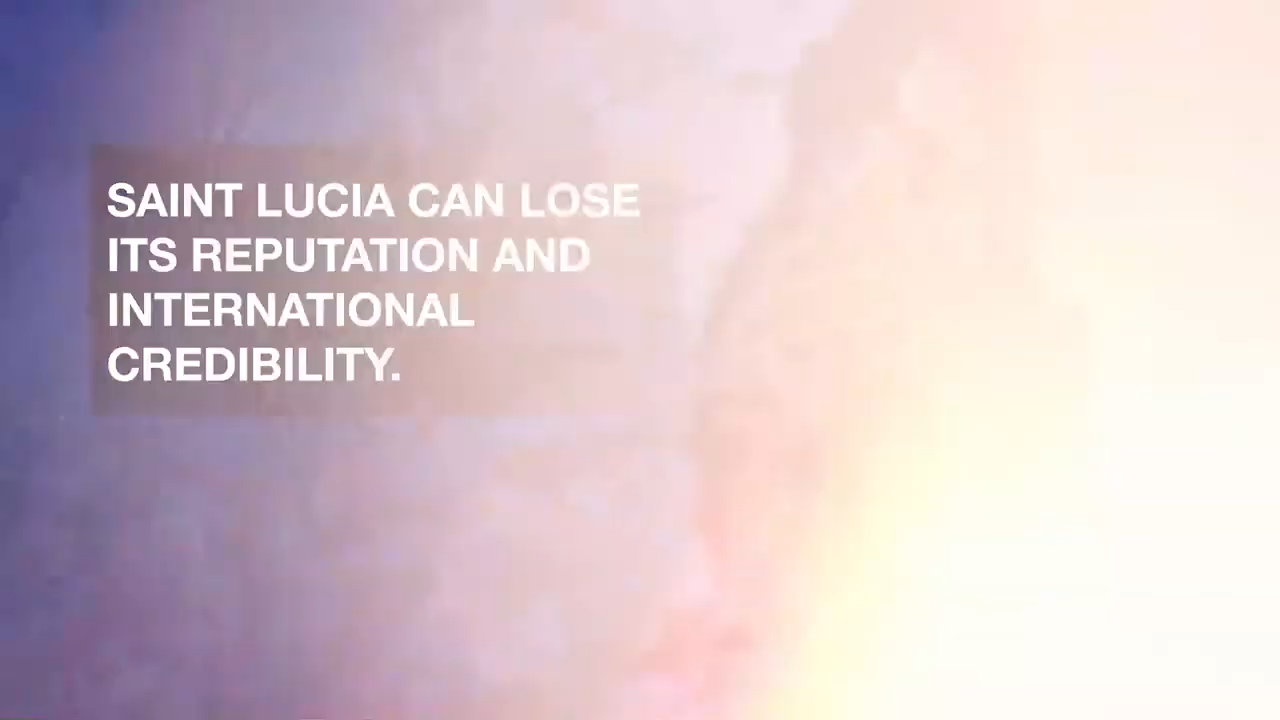 SAINT LUCIA CAN LOSE
ITS REPUTATION AND
INTERNATIONAL
CREDIBILITY.